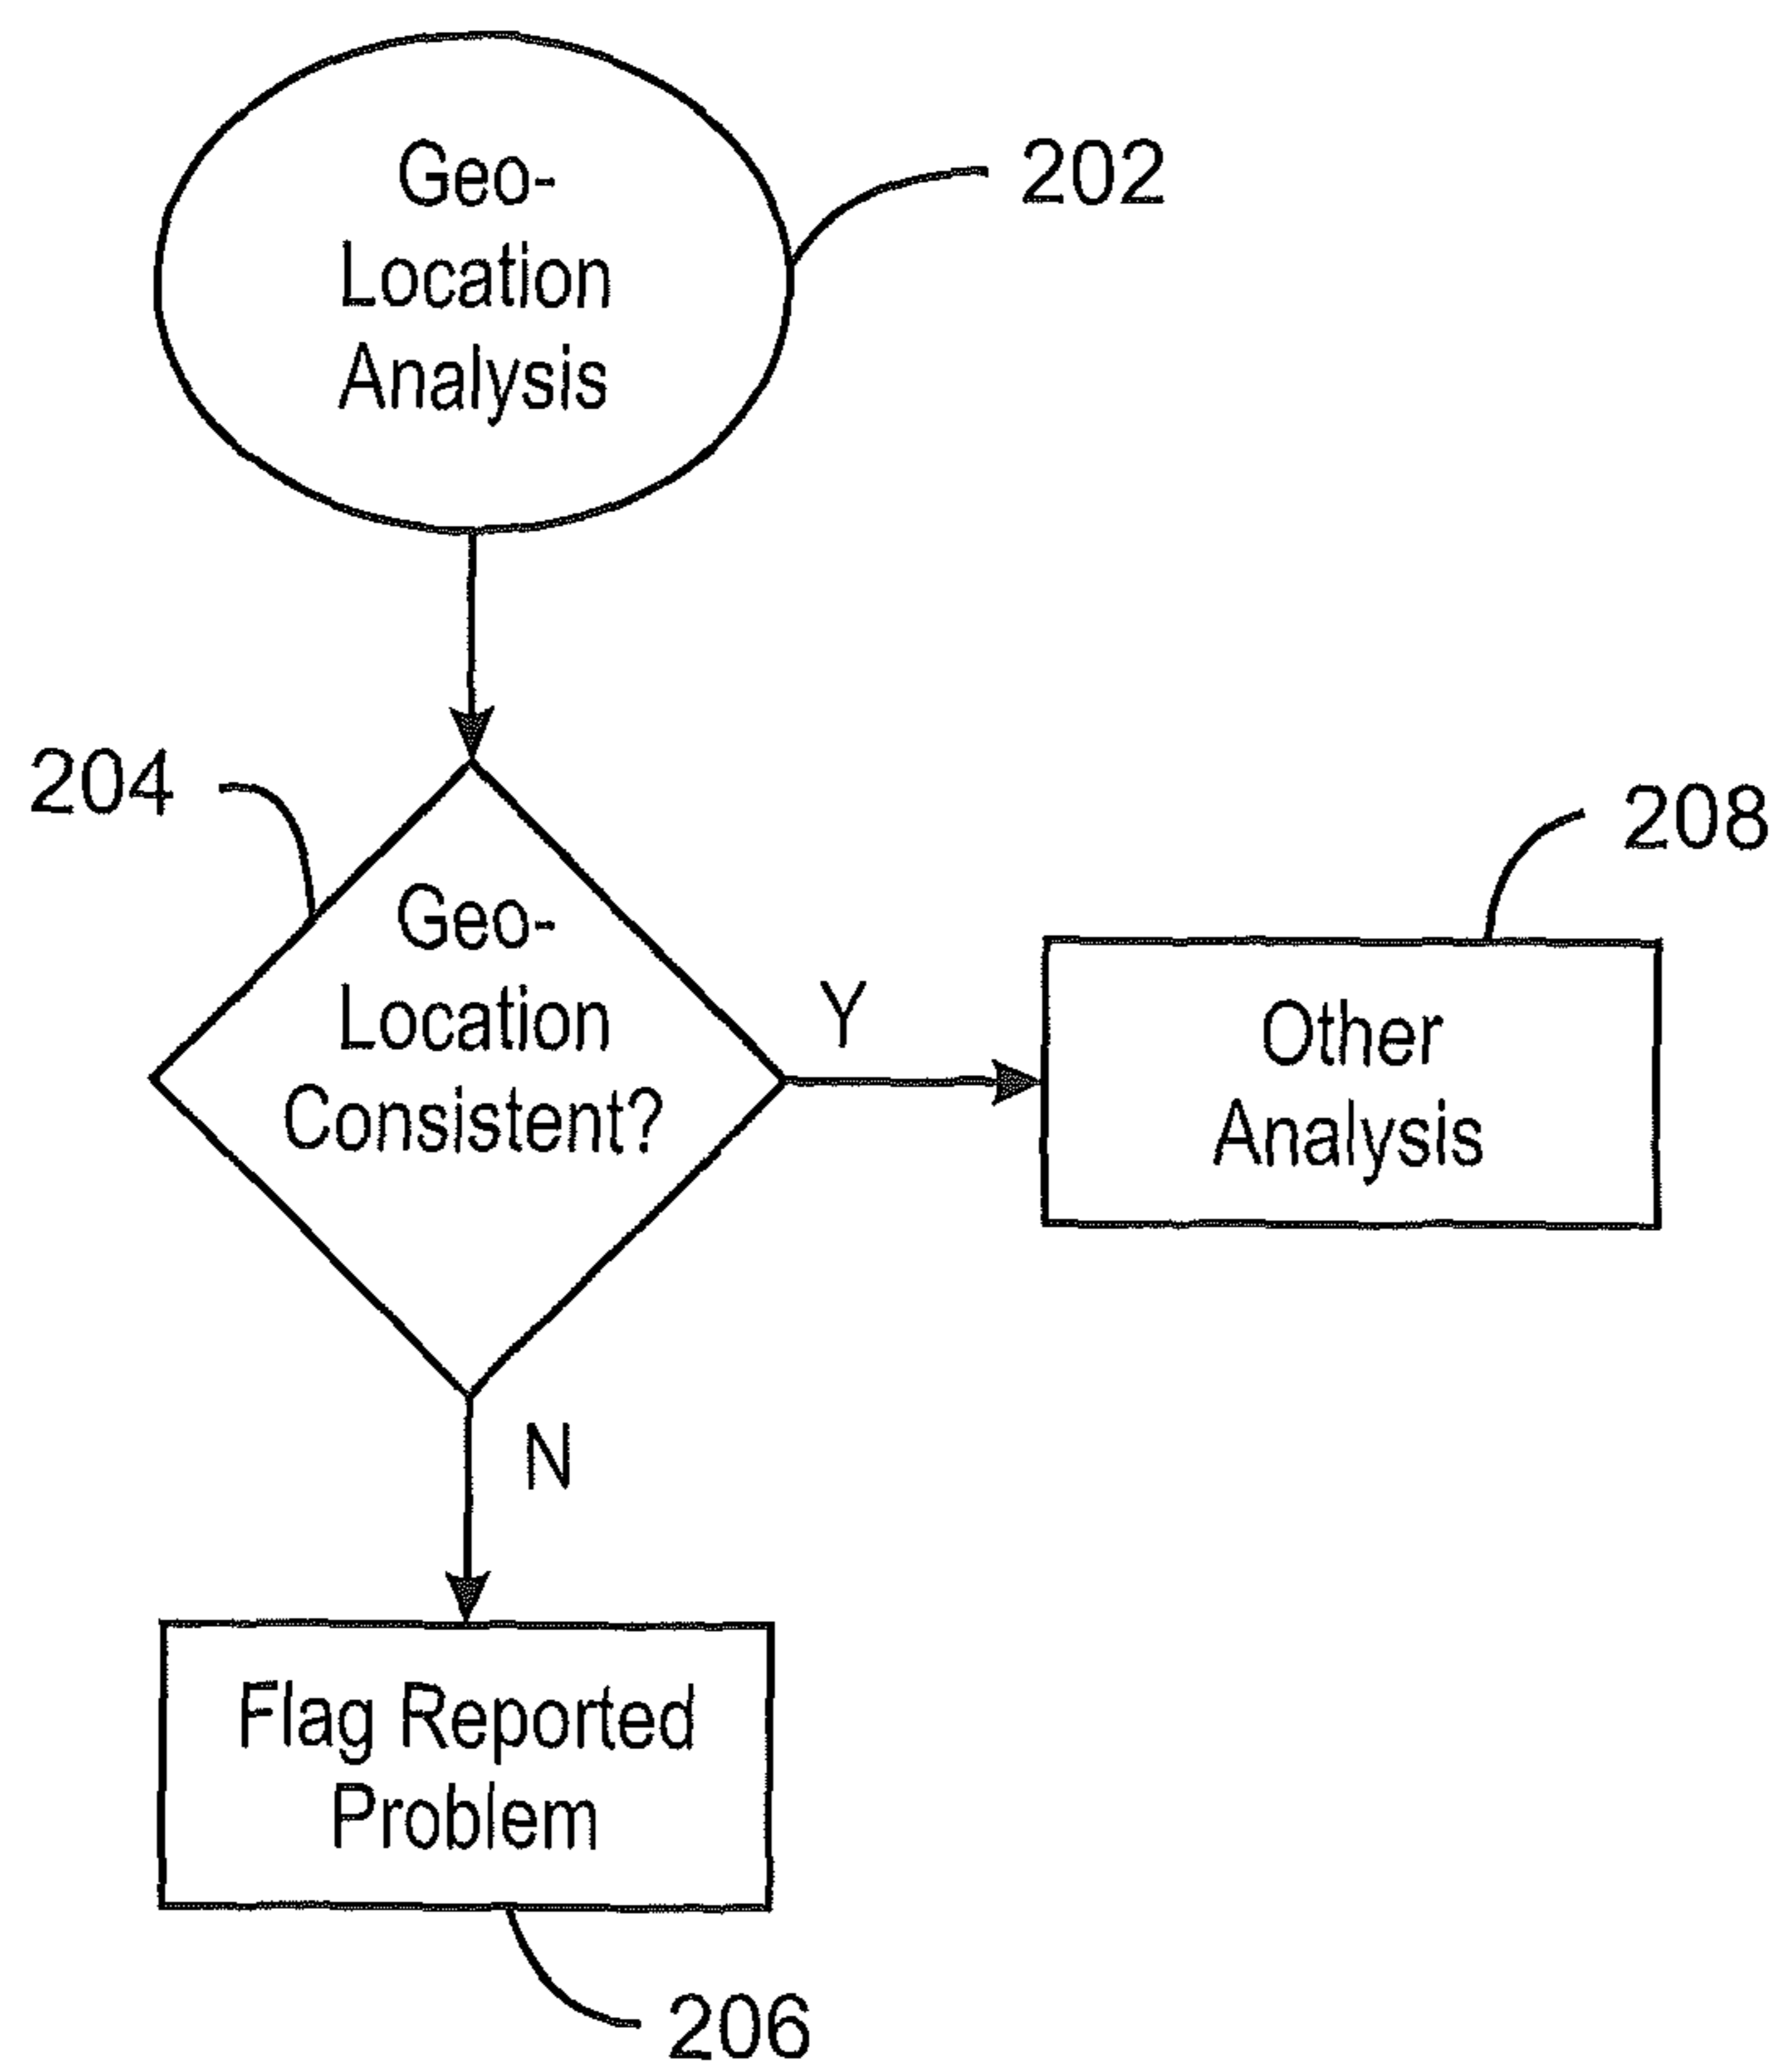 Geo-
Location
Analysis
202
204
Geo-
Location
Consistent?
Y
208
Other
Analysis
N
Flag Reported
Problem
206